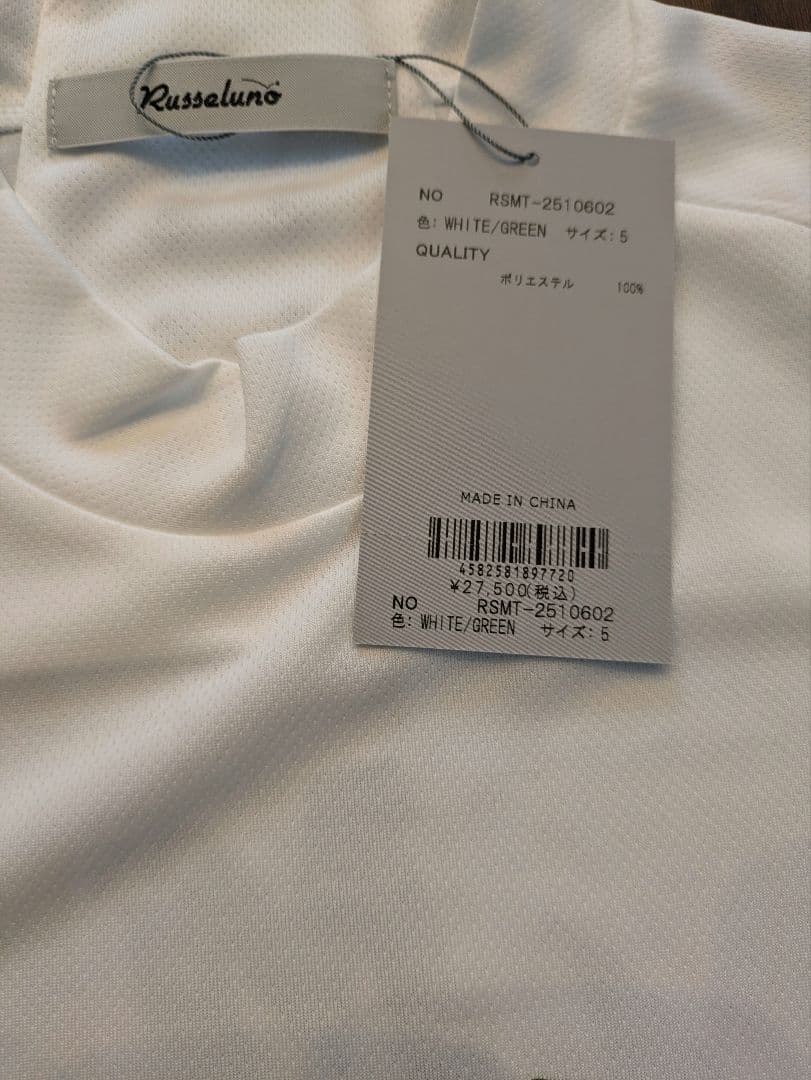 Russeluno
NO RSMT-2510602
色: WHITE/GREEN サイズ: 5
QUALITY
ポリエステル 100%
MADE IN CHINA
4582581897720
¥27,500(税込)
NO RSMT-2510602
色: WHITE/GREEN サイズ: 5